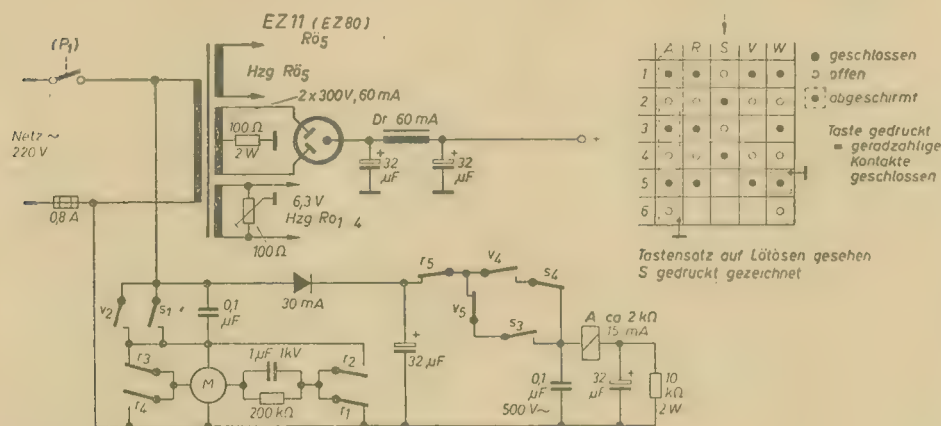 EZ11 (EZ80)
Rö5
(P1)
Hzg Rö5
2x300V, 60mA
Netz ~
220 V
100Ω
2 W
Dr 60 mA
+
+
+
32
µF
32
µF
0,8 A
6,3 V
Hzg Rö1 4
100Ω
A R S V W
1
2
3
4
5
6
geschlossen
offen
abgeschirmt
Taste gedruckt
= geradzahlige
Kontakte
geschlossen
Tastensatz auf Lötösen gesehen
S gedruckt gezeichnet
v2
s1
0,1
µF
30 mA
r5
v4
s4
v5
s3
A ca 2kΩ
15 mA
r3
r4
M
1µF 1kV
200kΩ
r2
r1
+
32 µF
0,1
µF
500 V~
+
32
µF
10
kΩ
2W